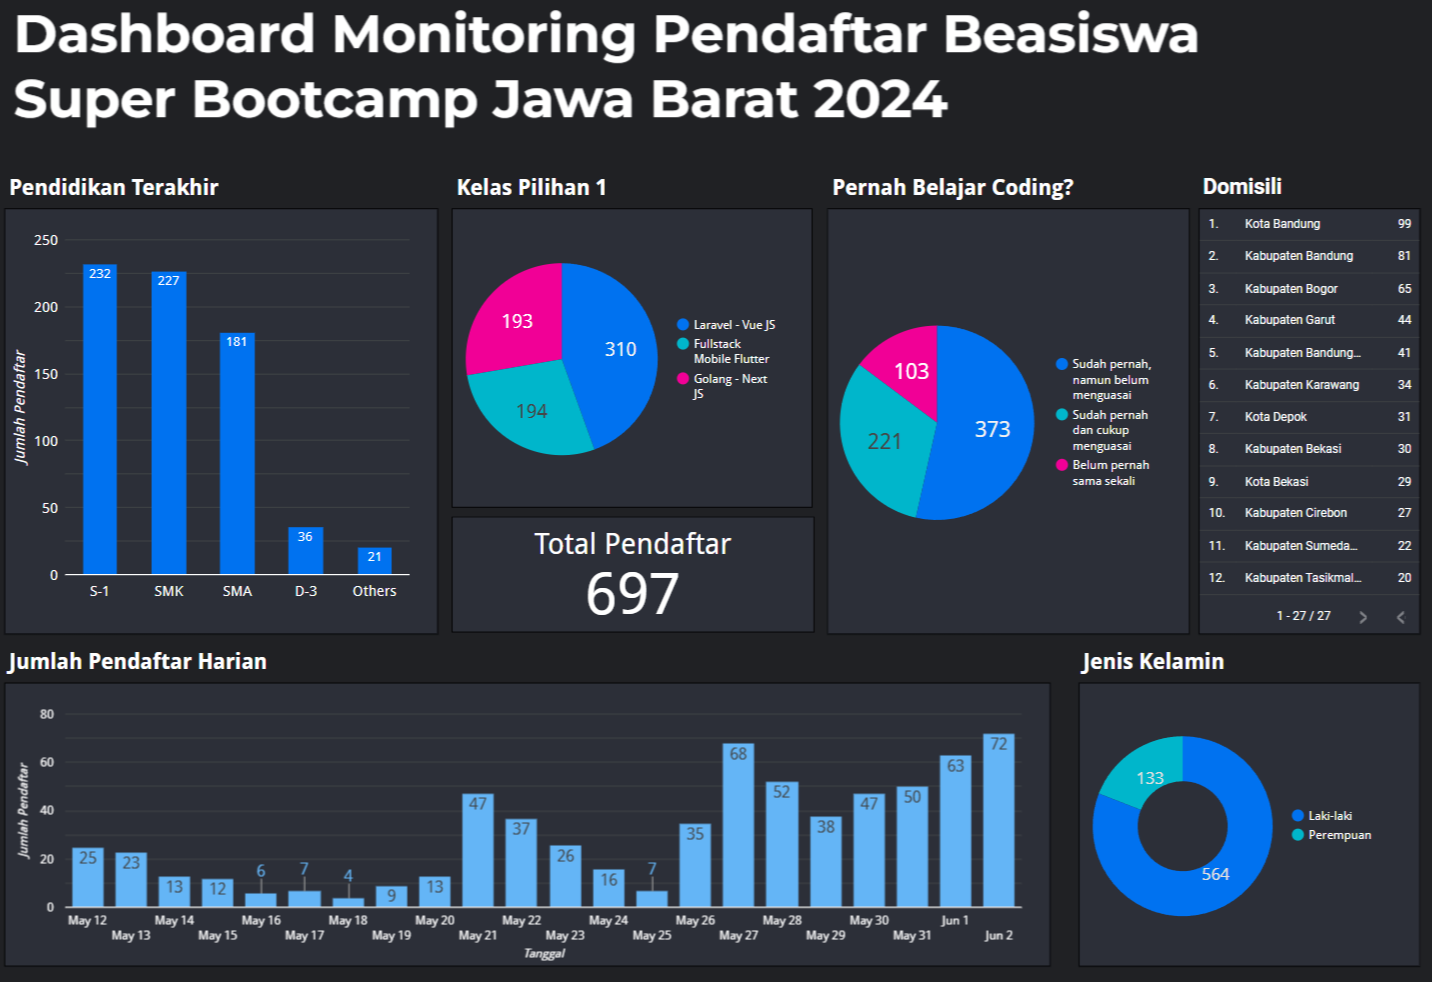 Dashboard Monitoring Pendaftar Beasiswa
Super Bootcamp Jawa Barat 2024
Pendidikan Terakhir
Jumlah Pendaftar
250
200
150
100
50
0
232
227
181
36
21
S-1
SMK
SMA
D-3
Others
Kelas Pilihan 1
193
310
194
Laravel - Vue JS
Fullstack
Mobile Flutter
Golang - Next
JS
Total Pendaftar
697
Pernah Belajar Coding?
103
373
221
Sudah pernah,
namun belum
menguasai
Sudah pernah
dan cukup
menguasai
Belum pernah
sama sekali
Domisili
1. Kota Bandung 99
2. Kabupaten Bandung 81
3. Kabupaten Bogor 65
4. Kabupaten Garut 44
5. Kabupaten Bandung... 41
6. Kabupaten Karawang 34
7. Kota Depok 31
8. Kabupaten Bekasi 30
9. Kota Bekasi 29
10. Kabupaten Cirebon 27
11. Kabupaten Sumeda... 22
12. Kabupaten Tasikmal... 20
1 - 27 / 27 > <
Jumlah Pendaftar Harian
Jumlah Pendaftar
80
60
40
20
0
25
23
13
12
6
7
4
9
13
47
37
26
16
7
35
68
52
38
47
50
63
72
May 12
May 13
May 14
May 15
May 16
May 17
May 18
May 19
May 20
May 21
May 22
May 23
May 24
May 25
May 26
May 27
May 28
May 29
May 30
May 31
Jun 1
Jun 2
Tanggal
Jenis Kelamin
133
564
Laki-laki
Perempuan